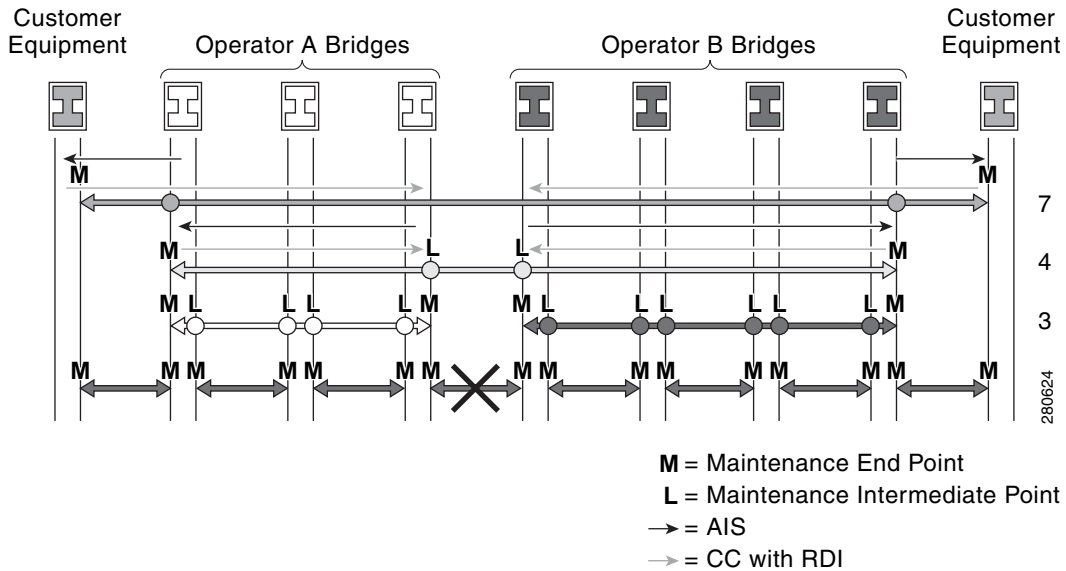 Customer
Equipment
Operator A Bridges
Operator B Bridges
Customer
Equipment
M M
7
M L L M
4
M L L L L M M L L L L L M
3
M M M M M M M M M M M M M M M M M M
280624
M = Maintenance End Point
L = Maintenance Intermediate Point
= AIS
= CC with RDI